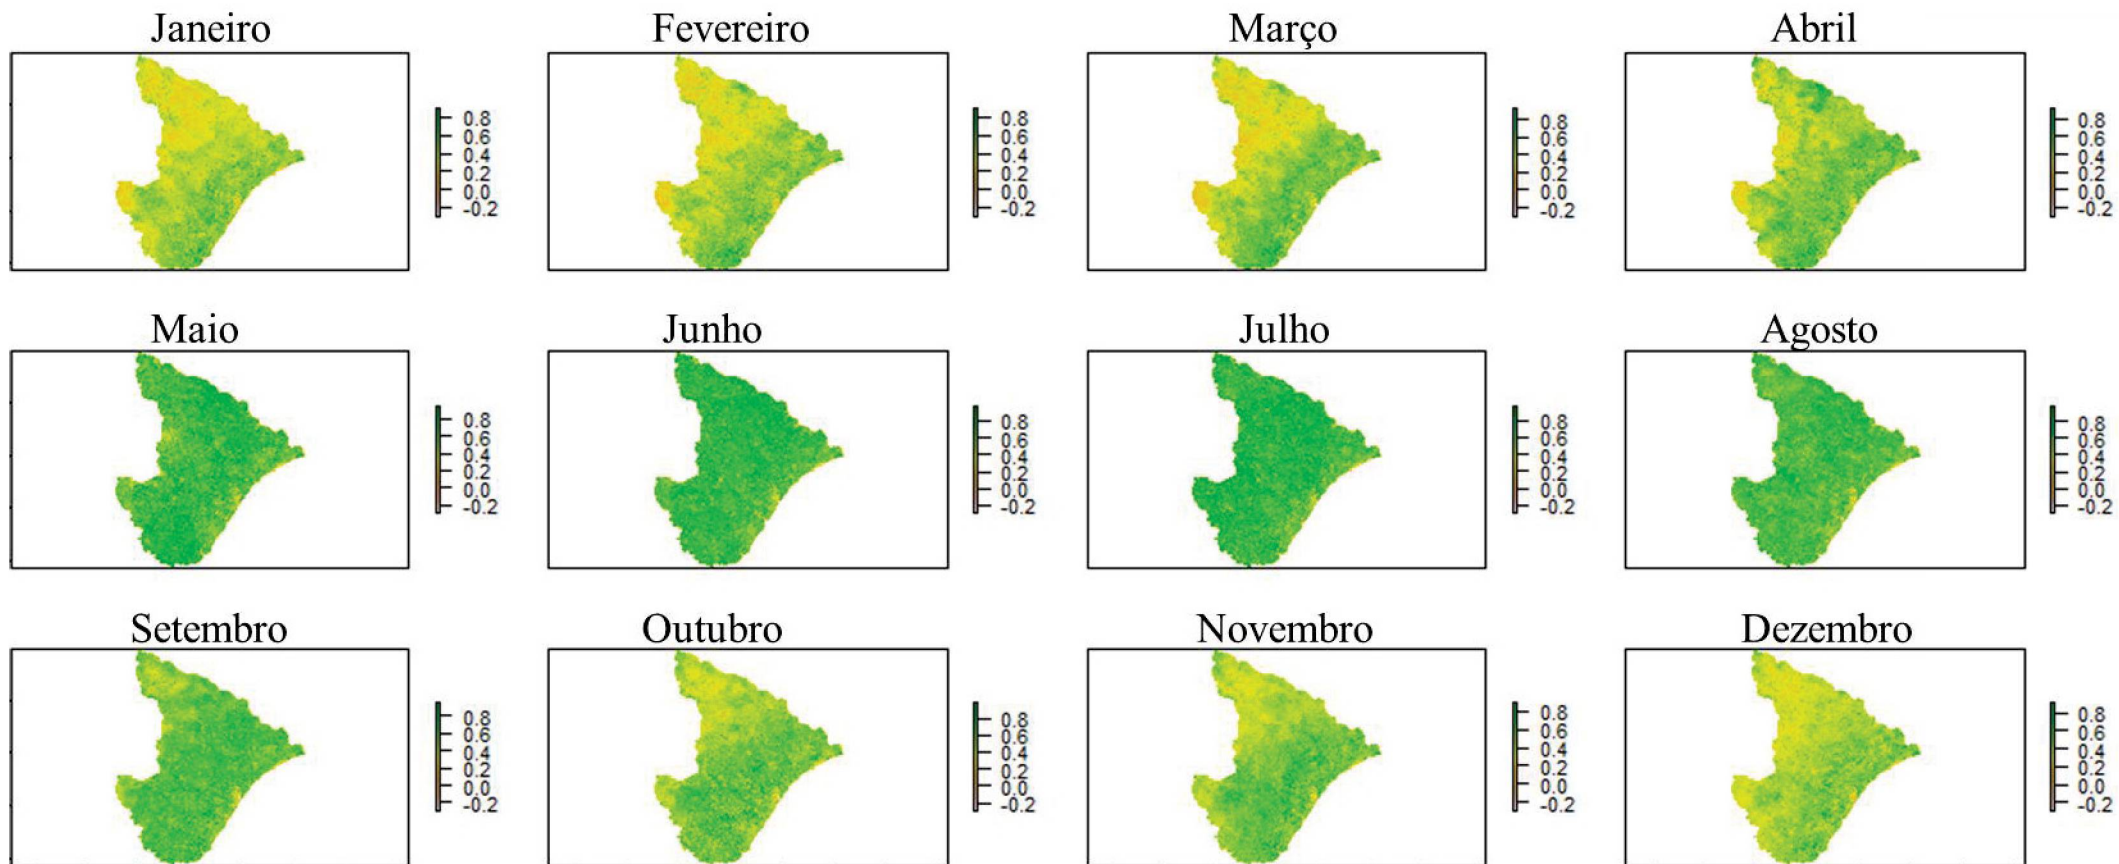 Janeiro Fevereiro Março Abril
0.8 0.8 0.8 0.8
0.6 0.6 0.6 0.6
0.4 0.4 0.4 0.4
0.2 0.2 0.2 0.2
0.0 0.0 0.0 0.0
-0.2 -0.2 -0.2 -0.2
Maio Junho Julho Agosto
0.8 0.8 0.8 0.8
0.6 0.6 0.6 0.6
0.4 0.4 0.4 0.4
0.2 0.2 0.2 0.2
0.0 0.0 0.0 0.0
-0.2 -0.2 -0.2 -0.2
Setembro Outubro Novembro Dezembro
0.8 0.8 0.8 0.8
0.6 0.6 0.6 0.6
0.4 0.4 0.4 0.4
0.2 0.2 0.2 0.2
0.0 0.0 0.0 0.0
-0.2 -0.2 -0.2 -0.2